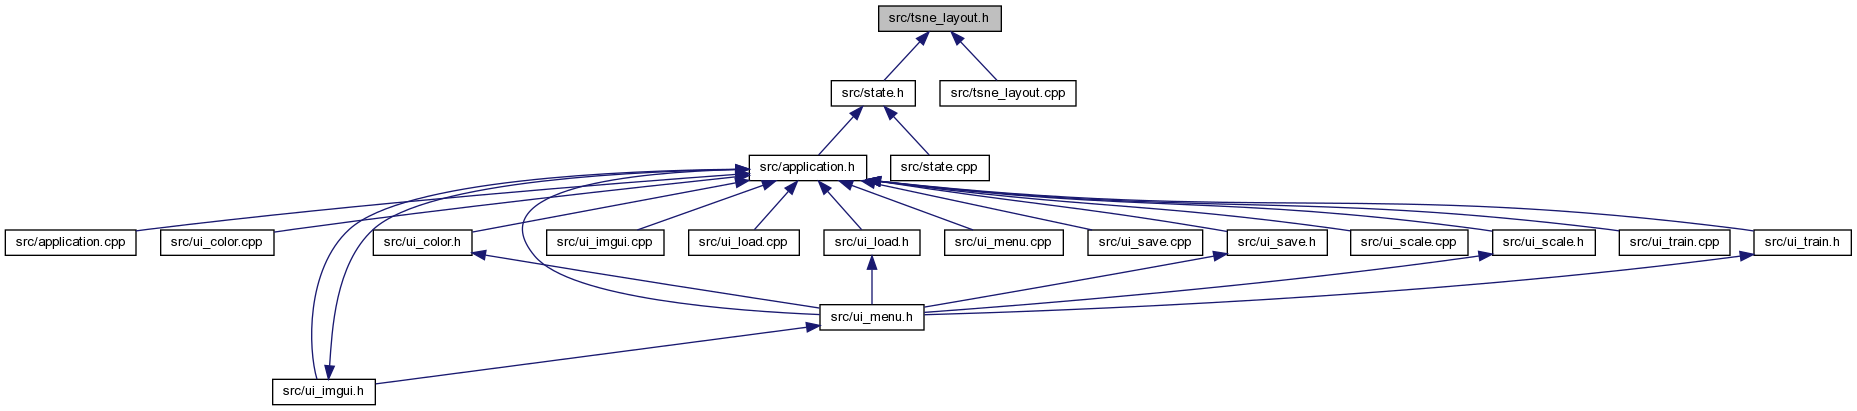 src/tsne_layout.h
src/state.h
src/tsne_layout.cpp
src/application.h
src/state.cpp
src/application.cpp
src/ui_color.cpp
src/ui_color.h
src/ui_imgui.cpp
src/ui_load.cpp
src/ui_load.h
src/ui_menu.cpp
src/ui_save.cpp
src/ui_save.h
src/ui_scale.cpp
src/ui_scale.h
src/ui_train.cpp
src/ui_train.h
src/ui_menu.h
src/ui_imgui.h